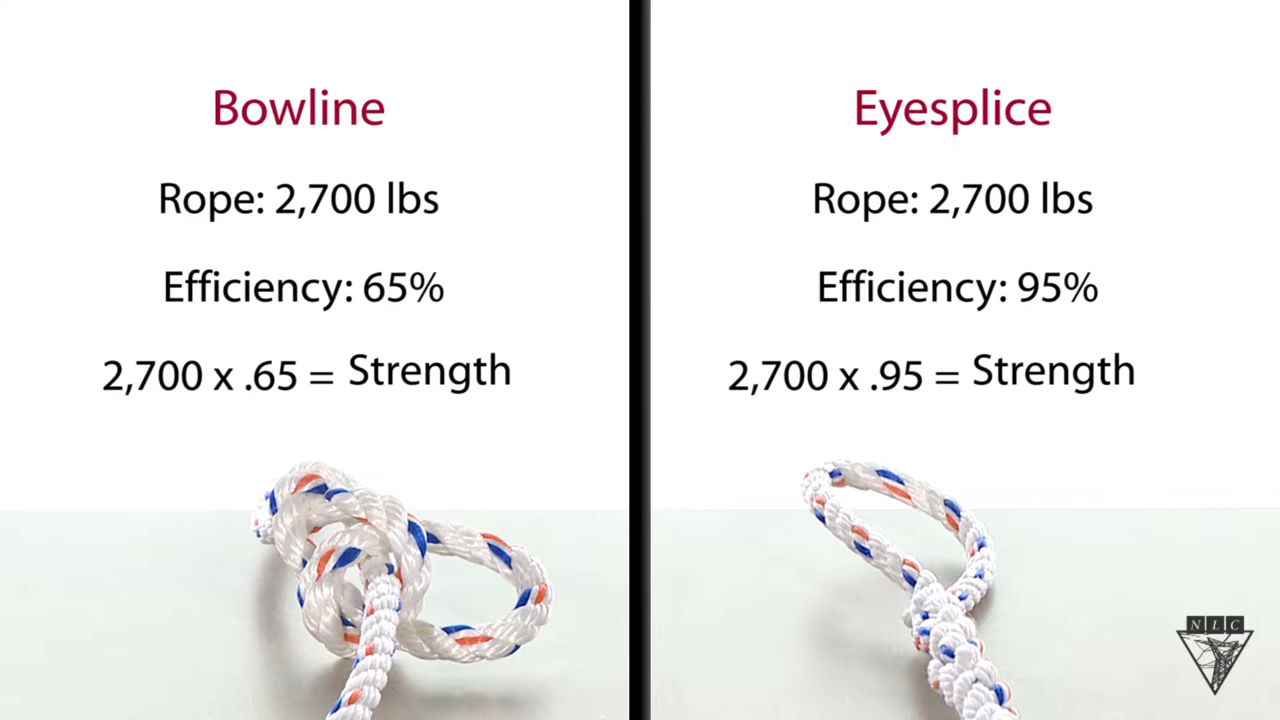 Bowline
Rope: 2,700 lbs
Efficiency: 65%
2,700 x .65 = Strength
Eyesplice
Rope: 2,700 lbs
Efficiency: 95%
2,700 x .95 = Strength
NLC